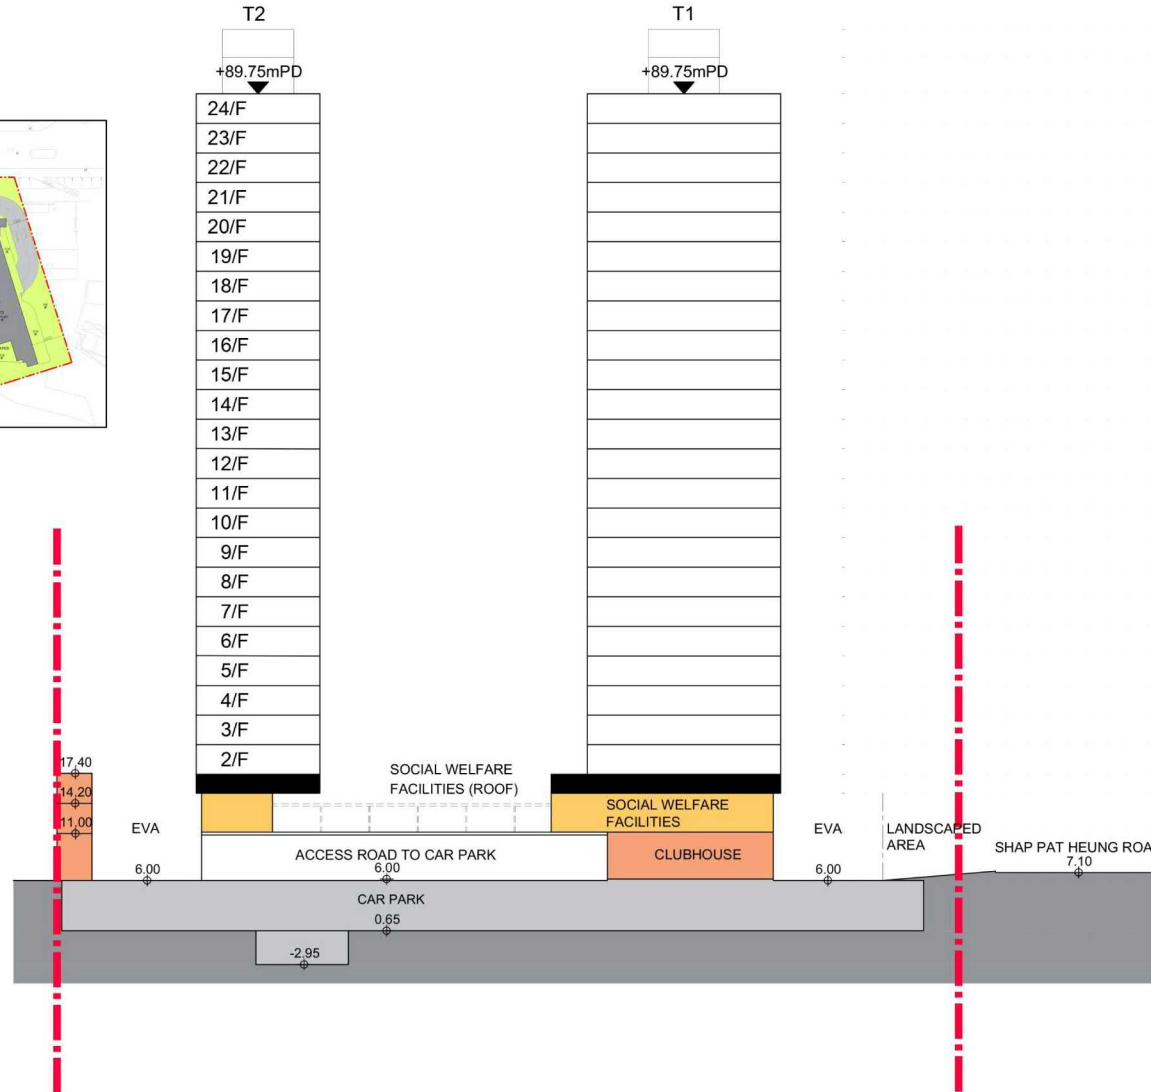 T2
T1
+89.75mPD
+89.75mPD
24/F
23/F
22/F
21/F
20/F
19/F
18/F
17/F
16/F
15/F
14/F
13/F
12/F
11/F
10/F
9/F
8/F
7/F
6/F
5/F
4/F
3/F
2/F
17.40
14.20
11.00
SOCIAL WELFARE
FACILITIES (ROOF)
SOCIAL WELFARE
FACILITIES
EVA
EVA
LANDSCAPED
AREA
ACCESS ROAD TO CAR PARK
CLUBHOUSE
SHAP PAT HEUNG ROA
7.10
6.00
6.00
6.00
CAR PARK
0.65
-2.95